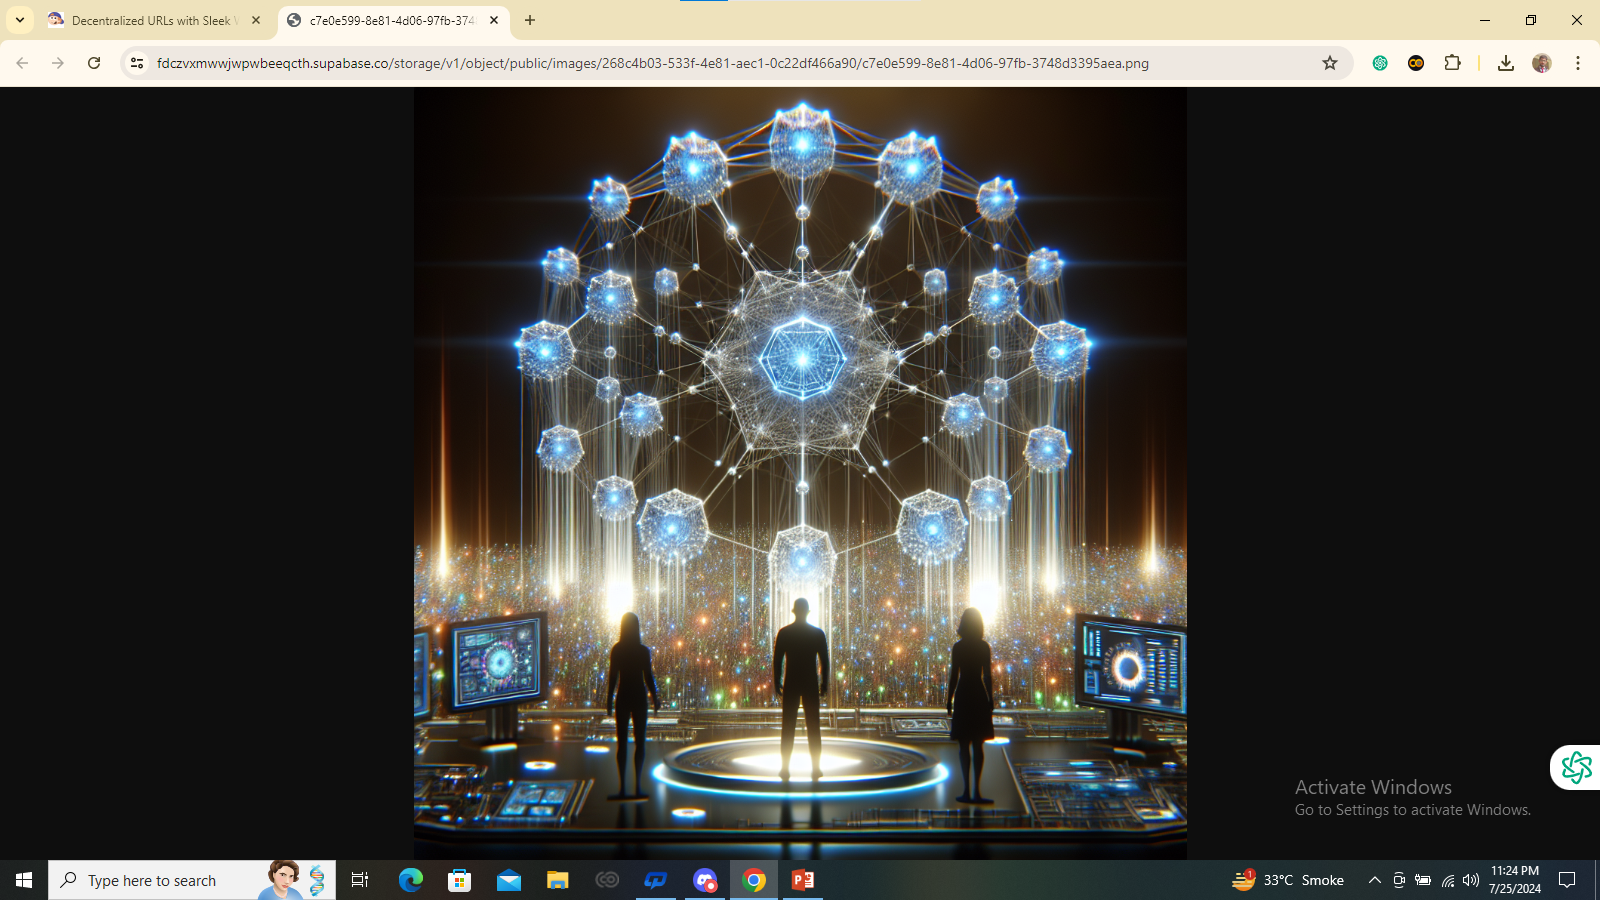 Decentralized URLs with Sleek
c7e0e599-8e81-4d06-97fb-374
fdczvxmwwjwpwbeeqcth.supabase.co/storage/v1/object/public/images/268c4b03-533f-4e81-aec1-0c22df466a90/c7e0e599-8e81-4d06-97fb-3748d3395aea.png
Activate Windows
Go to Settings to activate Windows.
Type here to search
1
33°C Smoke
11:24 PM
7/25/2024